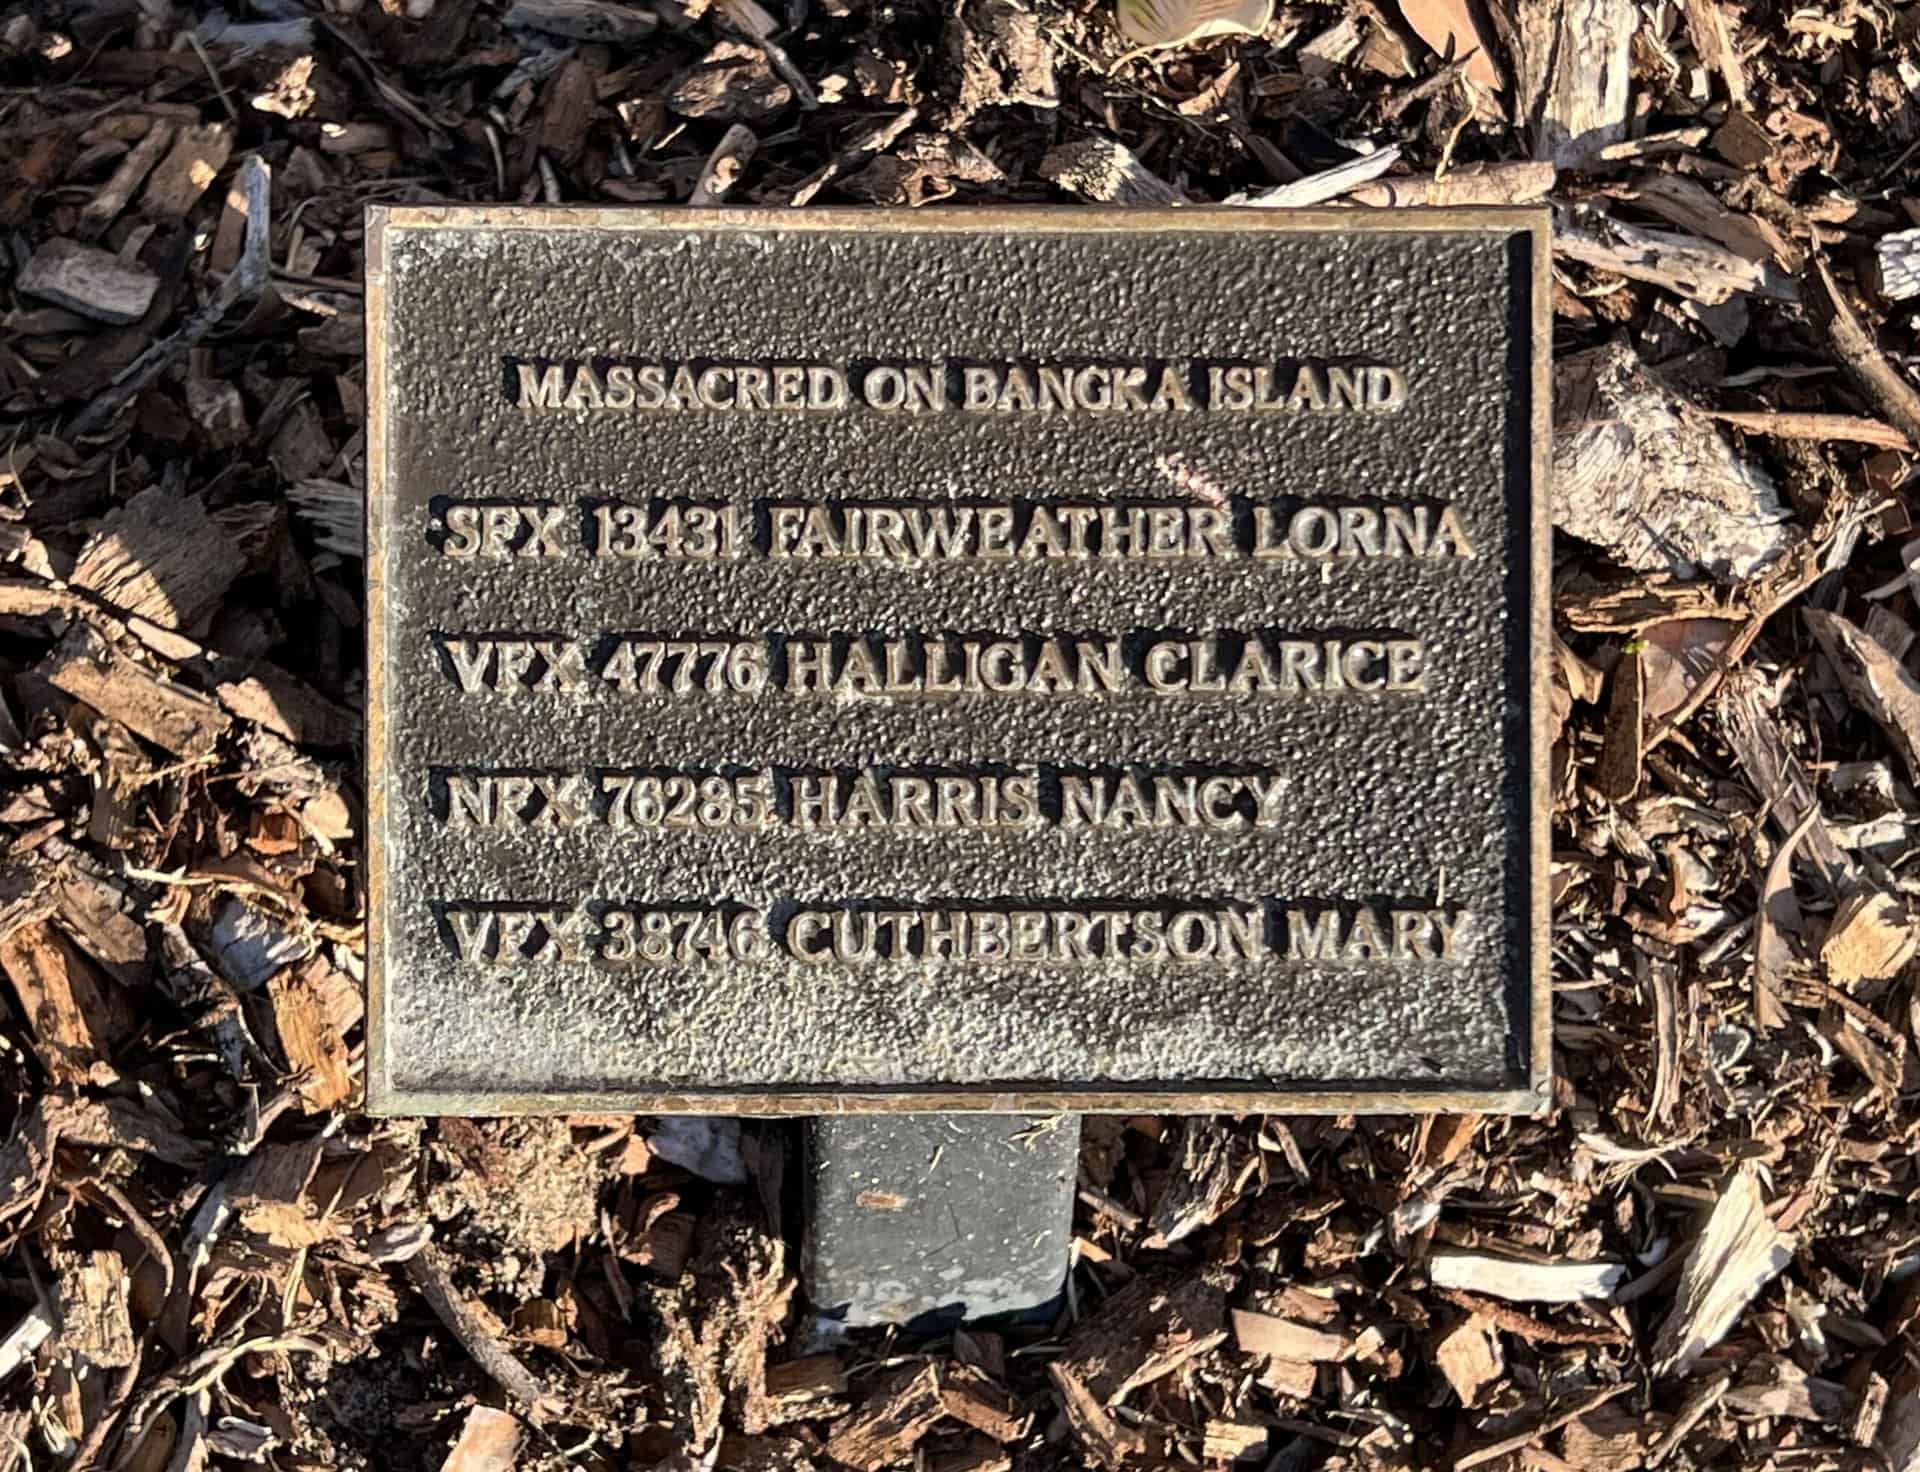 MASSACRED ON BANGKA ISLAND
SFX 13431 FAIRWEATHER LORNA
VFX 47776 HALLIGAN CLARICE
NFX 76285 HARRIS NANCY
VFX 38746 CUTHBERTSON MARY